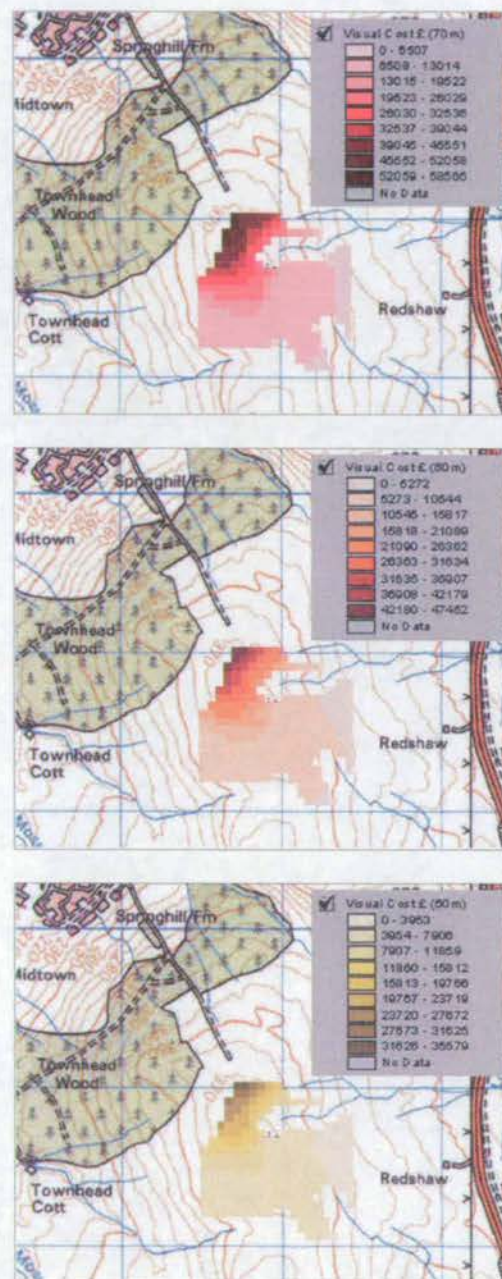 Springhill Fm
Midtown
Townhead
Wood
Townhead
Cott
Redshaw
Visual Cost £ (70m)
0 - 6507
6508 - 13014
13015 - 19522
19523 - 26029
26030 - 32536
32537 - 39044
39045 - 45551
45552 - 52058
52059 - 58566
No Data
Springhill Fm
Midtown
Townhead
Wood
Townhead
Cott
Redshaw
Visual Cost £ (60m)
0 - 5272
5273 - 10544
10545 - 15817
15818 - 21089
21090 - 26362
26363 - 31634
31635 - 36907
36908 - 42179
42180 - 47452
No Data
Springhill Fm
Midtown
Townhead
Wood
Townhead
Cott
Redshaw
Visual Cost £ (50m)
0 - 3953
3954 - 7906
7907 - 11859
11860 - 15812
15813 - 19766
19767 - 23719
23720 - 27672
27673 - 31625
31626 - 35579
No Data